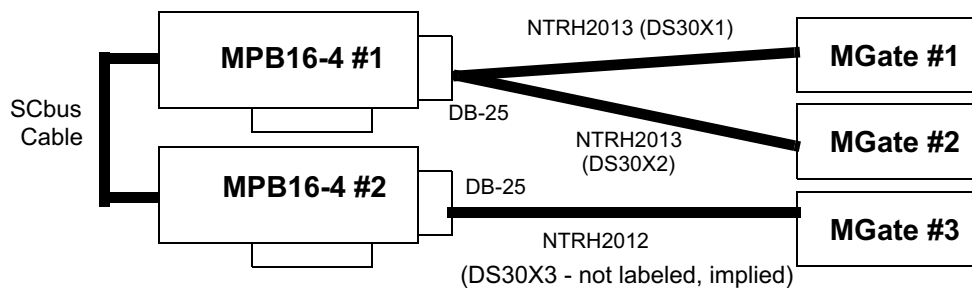 NTRH2013 (DS30X1)
MPB16-4 #1
MGate #1
SCbus
Cable
DB-25
NTRH2013
(DS30X2)
MGate #2
MPB16-4 #2
DB-25
MGate #3
NTRH2012
(DS30X3 - not labeled, implied)